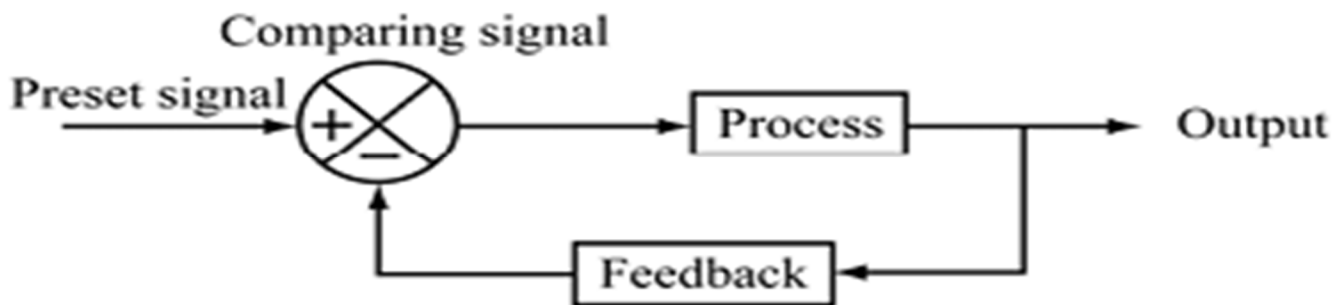 Comparing signal
Preset signal
+
−
Process
Output
Feedback